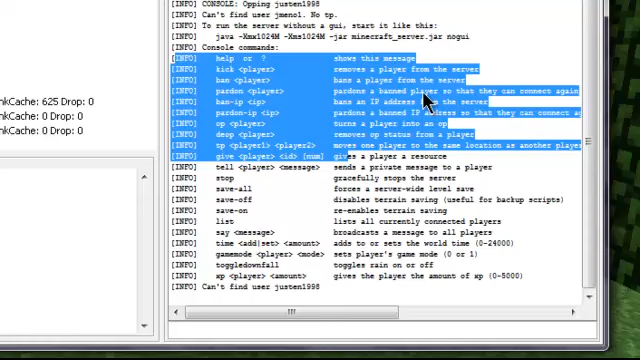 [INFO] CONSOLE: Opping justen1998
[INFO] Can't find user jmenol. No tp.
[INFO] To run the server without a gui, start it like this:
[INFO]    java -Xmx1024M -Xms1024M -jar minecraft_server.jar nogui
[INFO] Console commands:
[INFO]    help  or  ?               shows this message
[INFO]    kick <player>             removes a player from the server
[INFO]    ban <player>              bans a player from the server
[INFO]    pardon <player>           pardons a banned player so that they can connect again
[INFO]    ban-ip <ip>               bans an IP address from the server
[INFO]    pardon-ip <ip>            pardons a banned IP address so that they can connect
[INFO]    op <player>               turns a player into an op
[INFO]    deop <player>             removes op status from a player
[INFO]    tp <player1> <player2>    moves one player to the same location as another player
[INFO]    give <player> <id> [num]  gives a player a resource
[INFO]    tell <player> <message>   sends a private message to a player
[INFO]    stop                      gracefully stops the server
[INFO]    save-all                  forces a server-wide level save
[INFO]    save-off                  disables terrain saving (useful for backup scripts)
[INFO]    save-on                   re-enables terrain saving
[INFO]    list                      lists all currently connected players
[INFO]    say <message>             broadcasts a message to all players
[INFO]    time <add|set> <amount>   adds to or sets the world time (0-24000)
[INFO]    gamemode <player> <mode>  sets player's game mode (0 or 1)
[INFO]    toggledownfall            toggles rain on or off
[INFO]    xp <player> <amount>      gives the player the amount of xp (0-5000)
[INFO] Can't find user justen1998
nkCache: 625 Drop: 0
nkCache: 0 Drop: 0
nkCache: 0 Drop: 0